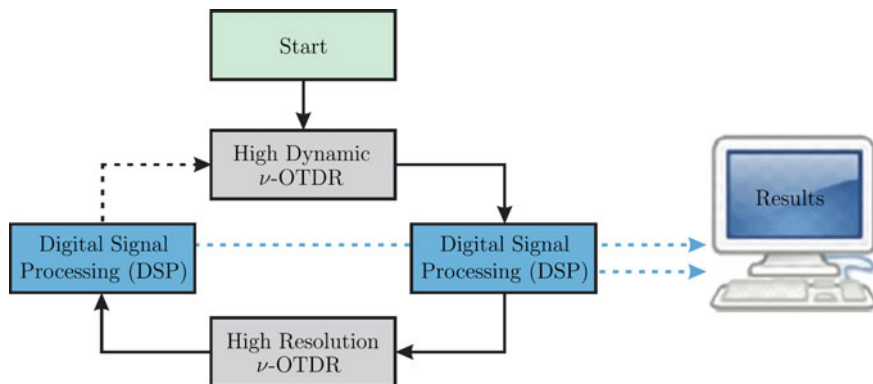 Start
High Dynamic
ν-OTDR
Results
Digital Signal
Processing (DSP)
Digital Signal
Processing (DSP)
High Resolution
ν-OTDR